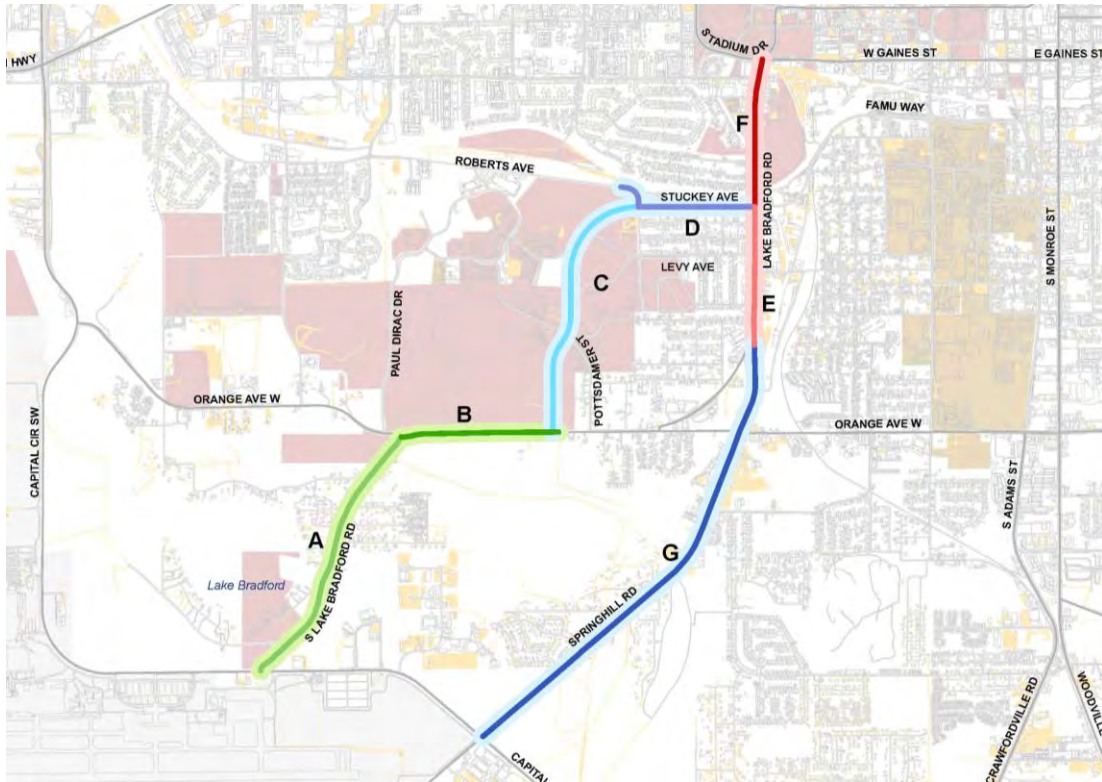 STADIUM DR
W GAINES ST
E GAINES ST
HWY
F
FAMU WAY
ROBERTS AVE
STUCKEY AVE
D
LAKE BRADFORD RD
S MONROE ST
LEVY AVE
C
E
PAUL DIRAC DR
POTTSDAMER ST
ORANGE AVE W
B
ORANGE AVE W
CAPITAL CIR SW
S ADAMS ST
A
G
Lake Bradford
S LAKE BRADFORD RD
SPRINGHILL RD
WOODVILLE
CRAWFORDVILLE RD
CAPITAL